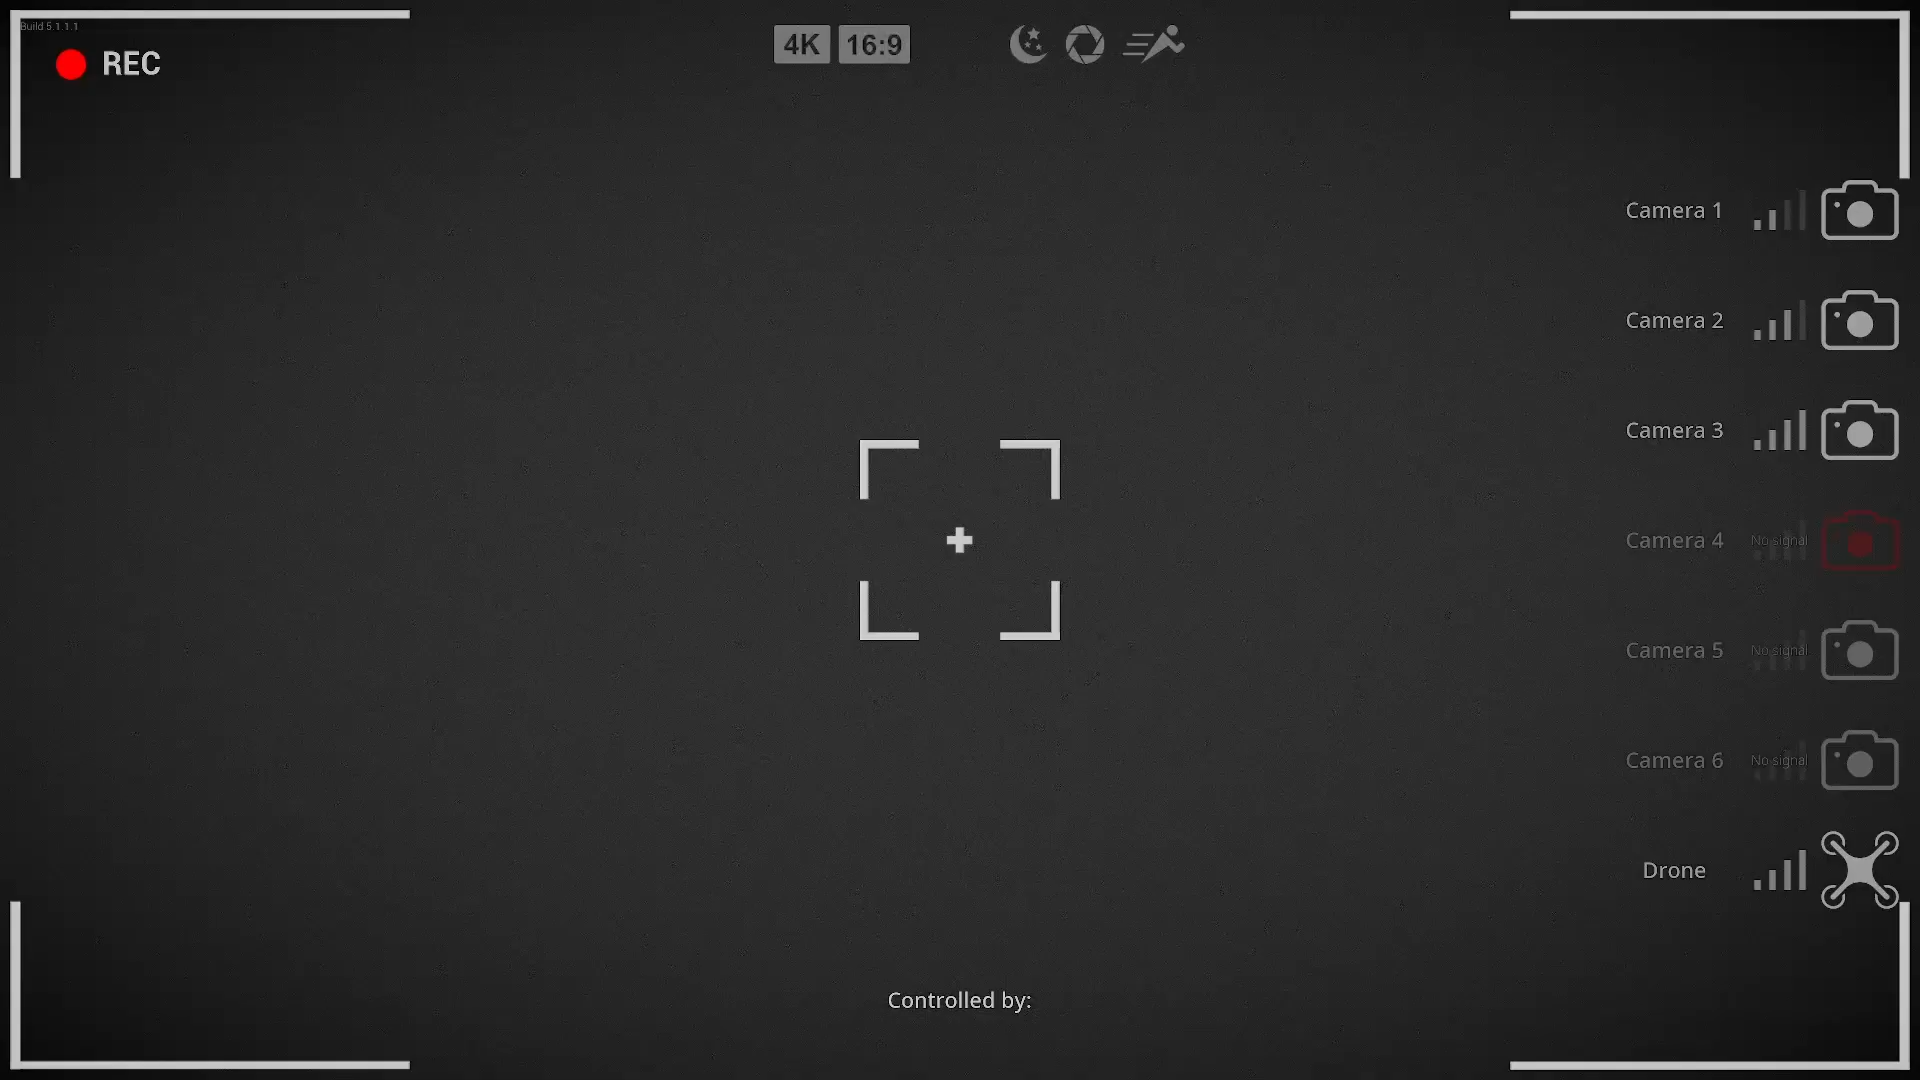 Build 5.1.1.1
REC
4K 16:9
Camera 1
Camera 2
Camera 3
Camera 4 No signal
Camera 5 No signal
Camera 6 No signal
Drone
Controlled by: